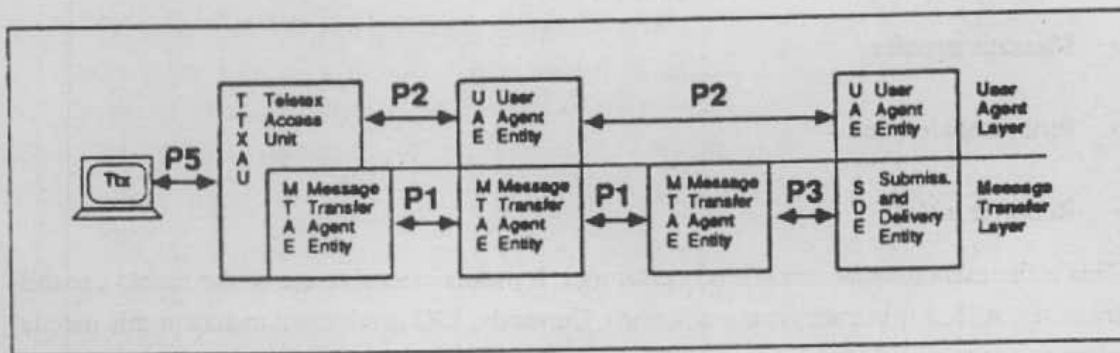 Message transfer
T Teletex
T Access
X Unit
A
U
P2
U User
A Agent
E Entity
P2
U User
A Agent
E Entity
User
Agent
Layer
Ttx
P5
M Message
T Transfer
A Agent
E Entity
P1
M Message
T Transfer
A Agent
E Entity
P1
M Message
T Transfer
A Agent
E Entity
P3
S Submiss.
D and
E Delivery
Entity
Message
Transfer
Layer